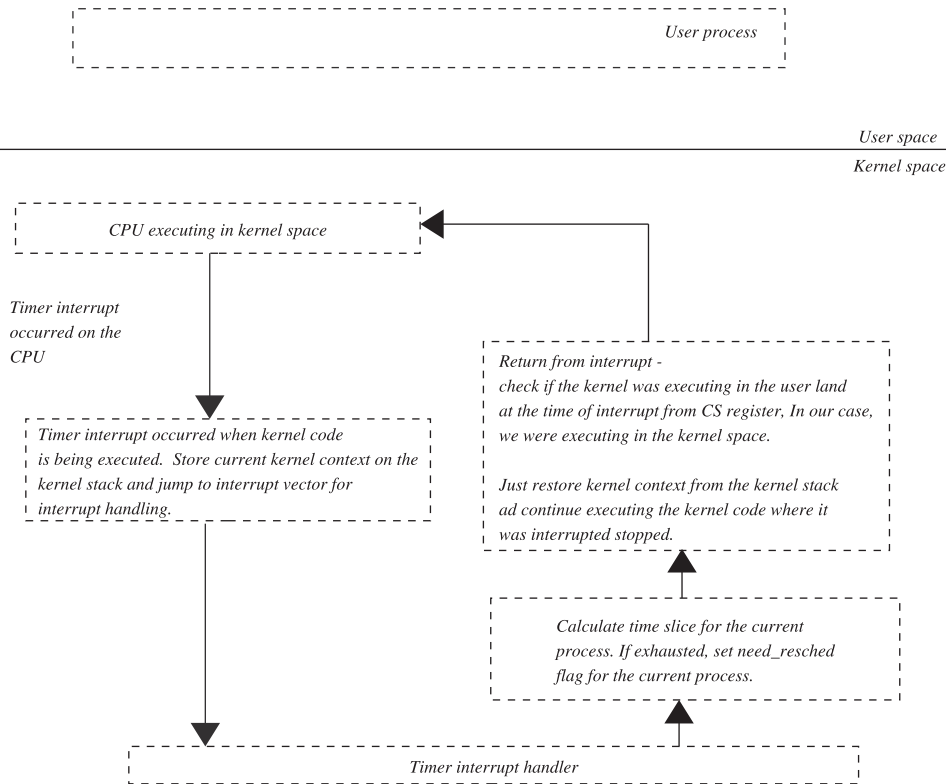 User process
User space
Kernel space
CPU executing in kernel space
Timer interrupt
occurred on the
CPU
Timer interrupt occurred when kernel code
is being executed. Store current kernel context on the
kernel stack and jump to interrupt vector for
interrupt handling.
Return from interrupt -
check if the kernel was executing in the user land
at the time of interrupt from CS register, In our case,
we were executing in the kernel space.
Just restore kernel context from the kernel stack
ad continue executing the kernel code where it
was interrupted stopped.
Calculate time slice for the current
process. If exhausted, set need_resched
flag for the current process.
Timer interrupt handler